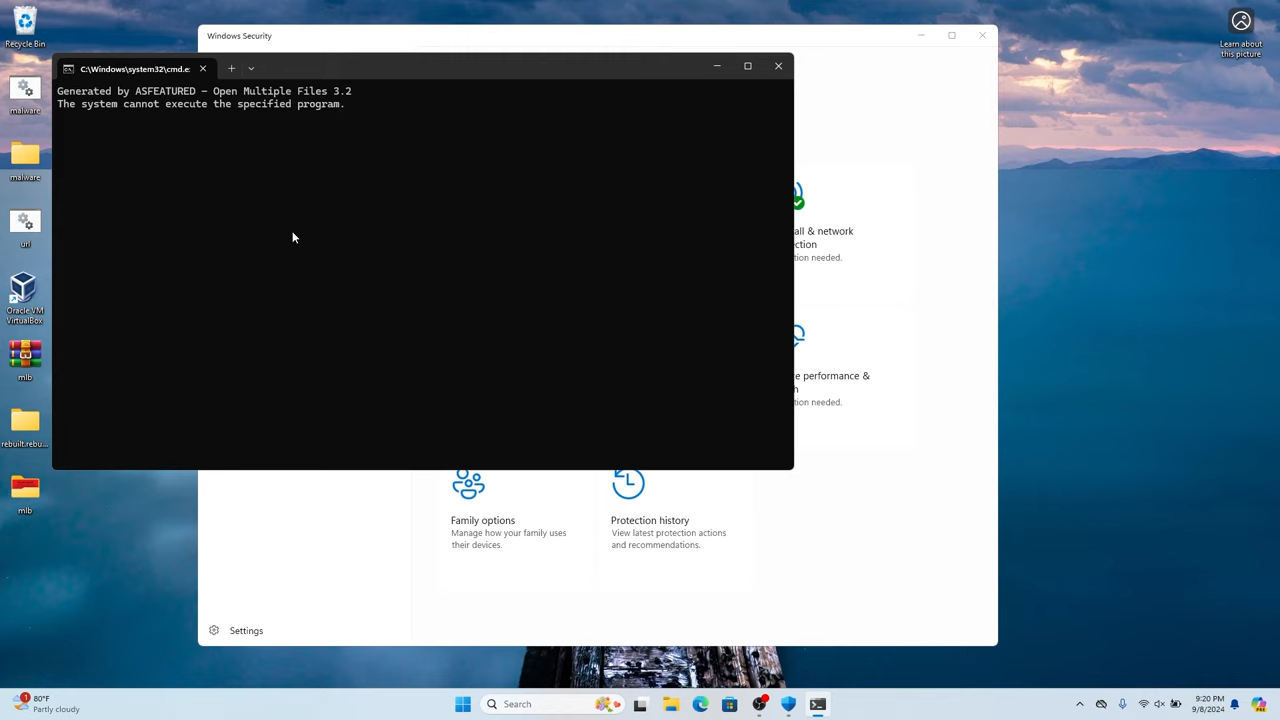 Recycle Bin
malware
malware
url
Oracle VM
VirtualBox
mlb
rebuilt.rebu...
mlb
Windows Security
C:\Windows\system32\cmd.e:
Generated by ASFEATURED - Open Multiple Files 3.2
The system cannot execute the specified program.
all & network
ction
tion needed.
e performance &
h
tion needed.
Family options
Manage how your family uses
their devices.
Protection history
View latest protection actions
and recommendations.
Settings
Learn about
this picture
1
80°F
Partly cloudy
Search
9:20 PM
9/8/2024